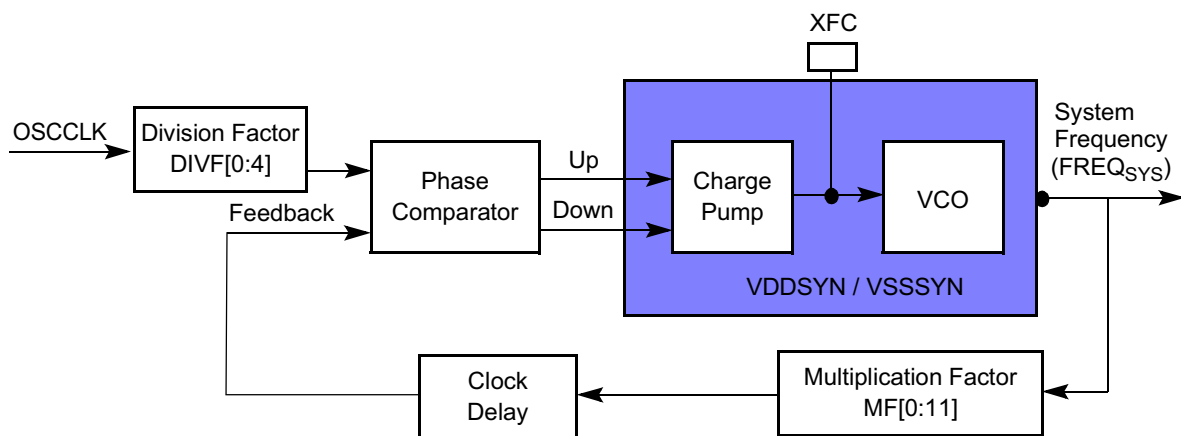 XFC
OSCCLK
Division Factor
DIVF[0:4]
Feedback
Phase
Comparator
Up
Down
Charge
Pump
VCO
VDDSYN / VSSSYN
System
Frequency
(FREQSYS)
Clock
Delay
Multiplication Factor
MF[0:11]